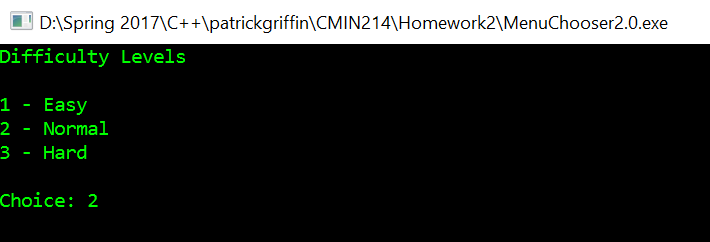 D:\Spring 2017\C++\patrickgriffin\CMIN214\Homework2\MenuChooser2.0.exe
Difficulty Levels
1 - Easy
2 - Normal
3 - Hard
Choice: 2